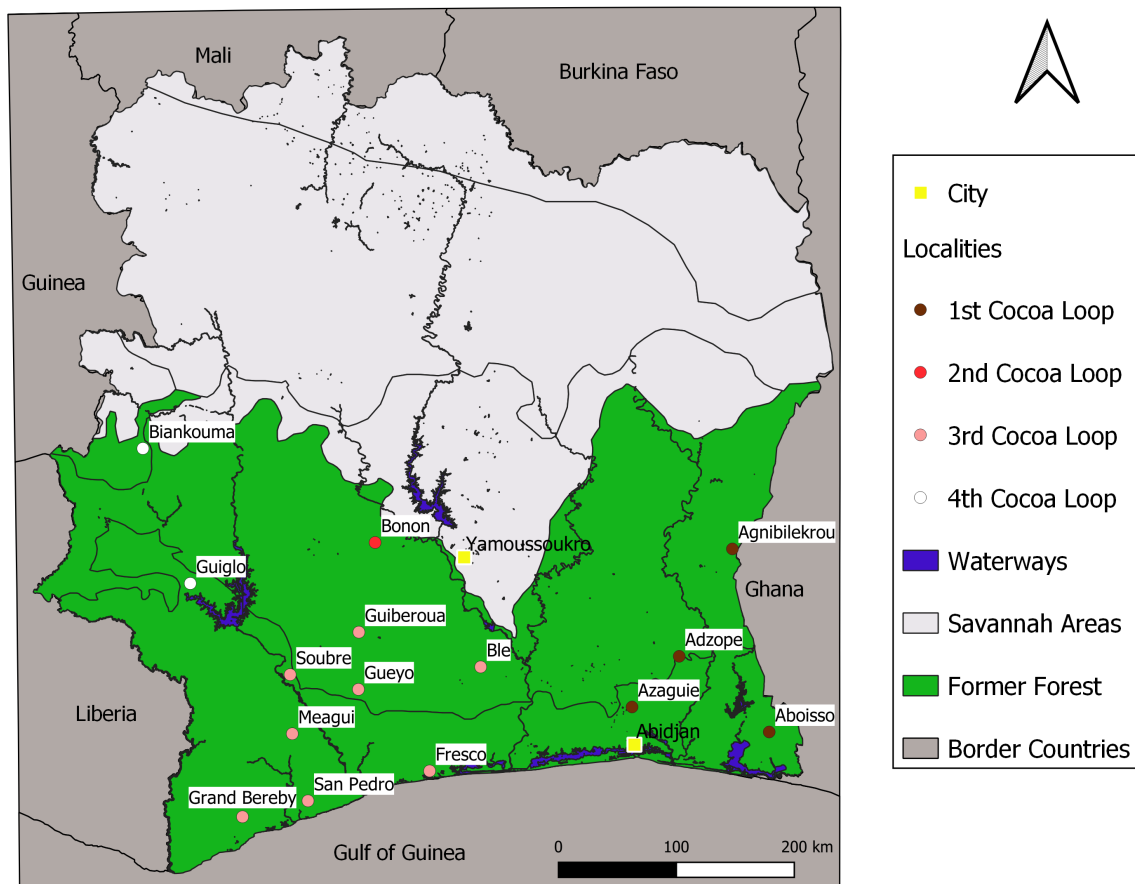 Mali
Burkina Faso
Guinea
Biankouma
Bonon
Yamoussoukro
Agnibilekrou
Guiglo
Ghana
Guiberoua
Adzope
Ble
Soubre
Gueyo
Azaguie
Liberia
Meagui
Aboisso
Abidjan
Fresco
San Pedro
Grand Bereby
Gulf of Guinea
0 100 200 km
City
Localities
1st Cocoa Loop
2nd Cocoa Loop
3rd Cocoa Loop
4th Cocoa Loop
Waterways
Savannah Areas
Former Forest
Border Countries